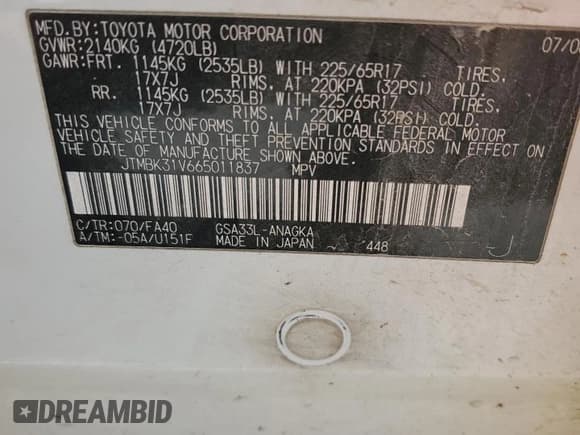 MFD.BY:TOYOTA MOTOR CORPORATION
GVWR:2140KG (4720LB) 07/0
GAWR:FRT. 1145KG (2535LB) WITH 225/65R17 TIRES,
17X7J RIMS, AT 220KPA (32PSI) COLD.
RR. 1145KG (2535LB) WITH 225/65R17 TIRES,
17X7J RIMS, AT 220KPA (32PSI) COLD.
THIS VEHICLE CONFORMS TO ALL APPLICABLE FEDERAL MOTOR
VEHICLE SAFETY AND THEFT PREVENTION STANDARDS IN EFFECT ON
THE DATE OF MANUFACTURE SHOWN ABOVE.
JTMBK31V665011837 MPV
C/TR:070/FA40 GSA33L-ANAGKA
A/TM:-05A/U151F MADE IN JAPAN 448 J
DREAMBID